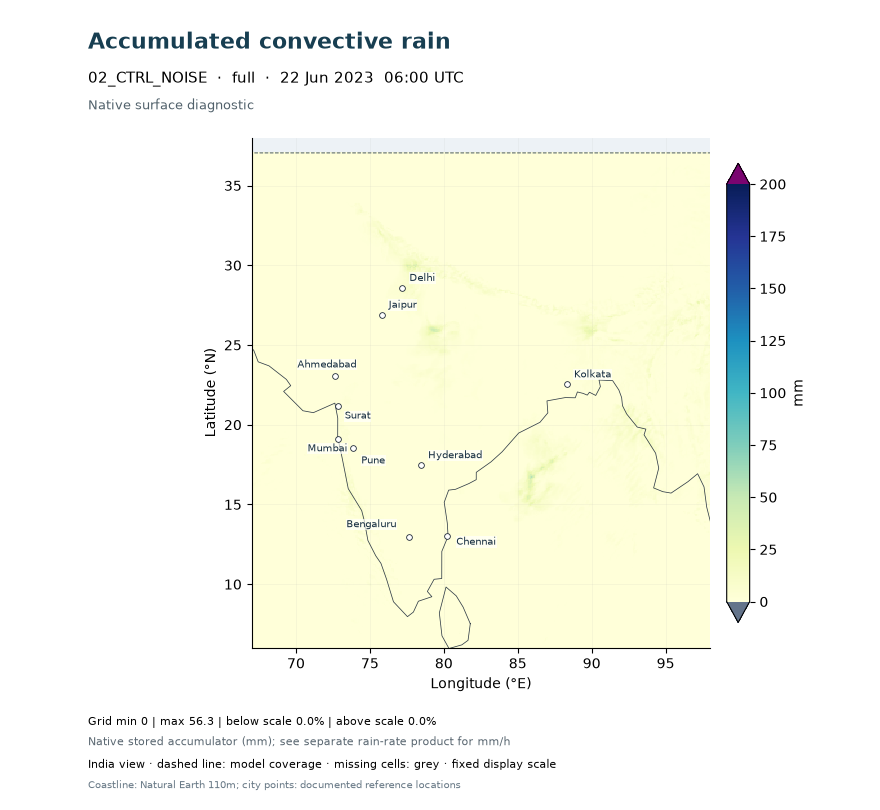 Accumulated convective rain
02_CTRL_NOISE · full · 22 Jun 2023 06:00 UTC
Native surface diagnostic
35
30
25
20
15
10
Latitude (°N)
70
75
80
85
90
95
Longitude (°E)
Delhi
Jaipur
Ahmedabad
Kolkata
Surat
Mumbai
Pune
Hyderabad
Bengaluru
Chennai
200
175
150
125
100
75
50
25
0
mm
Grid min 0 | max 56.3 | below scale 0.0% | above scale 0.0%
Native stored accumulator (mm); see separate rain-rate product for mm/h
India view · dashed line: model coverage · missing cells: grey · fixed display scale
Coastline: Natural Earth 110m; city points: documented reference locations